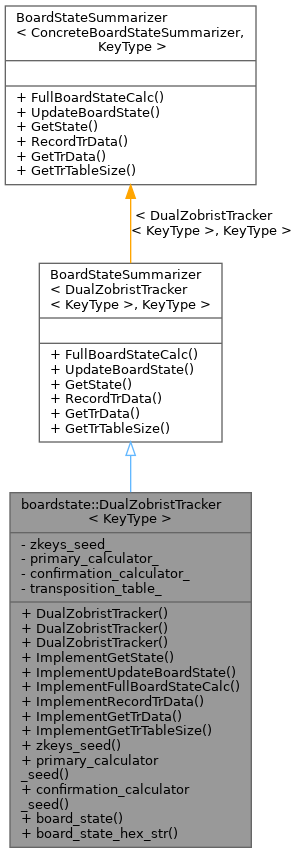 BoardStateSummarizer
< ConcreteBoardStateSummarizer,
KeyType >
+ FullBoardStateCalc()
+ UpdateBoardState()
+ GetState()
+ RecordTrData()
+ GetTrData()
+ GetTrTableSize()
< DualZobristTracker
< KeyType >, KeyType >
BoardStateSummarizer
< DualZobristTracker
< KeyType >, KeyType >
+ FullBoardStateCalc()
+ UpdateBoardState()
+ GetState()
+ RecordTrData()
+ GetTrData()
+ GetTrTableSize()
boardstate::DualZobristTracker
< KeyType >
- zkeys_seed_
- primary_calculator_
- confirmation_calculator_
- transposition_table_
+ DualZobristTracker()
+ DualZobristTracker()
+ DualZobristTracker()
+ ImplementGetState()
+ ImplementUpdateBoardState()
+ ImplementFullBoardStateCalc()
+ ImplementRecordTrData()
+ ImplementGetTrData()
+ ImplementGetTrTableSize()
+ zkeys_seed()
+ primary_calculator
_seed()
+ confirmation_calculator
_seed()
+ board_state()
+ board_state_hex_str()